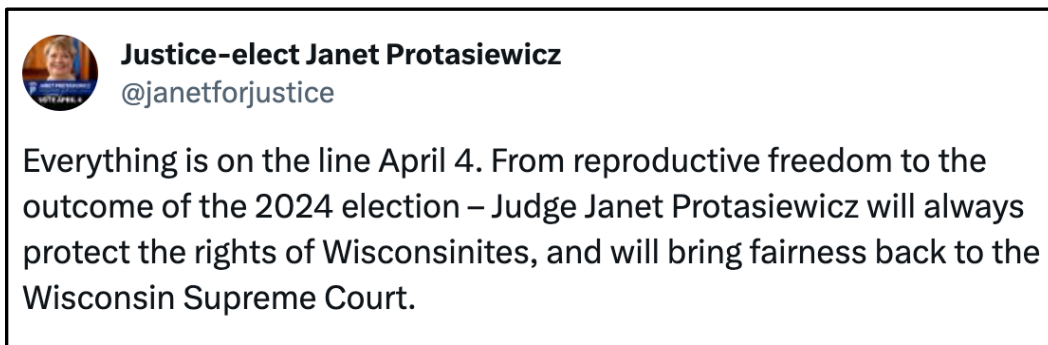 Justice-elect Janet Protasiewicz
@janetforjustice
Everything is on the line April 4. From reproductive freedom to the
outcome of the 2024 election – Judge Janet Protasiewicz will always
protect the rights of Wisconsinites, and will bring fairness back to the
Wisconsin Supreme Court.